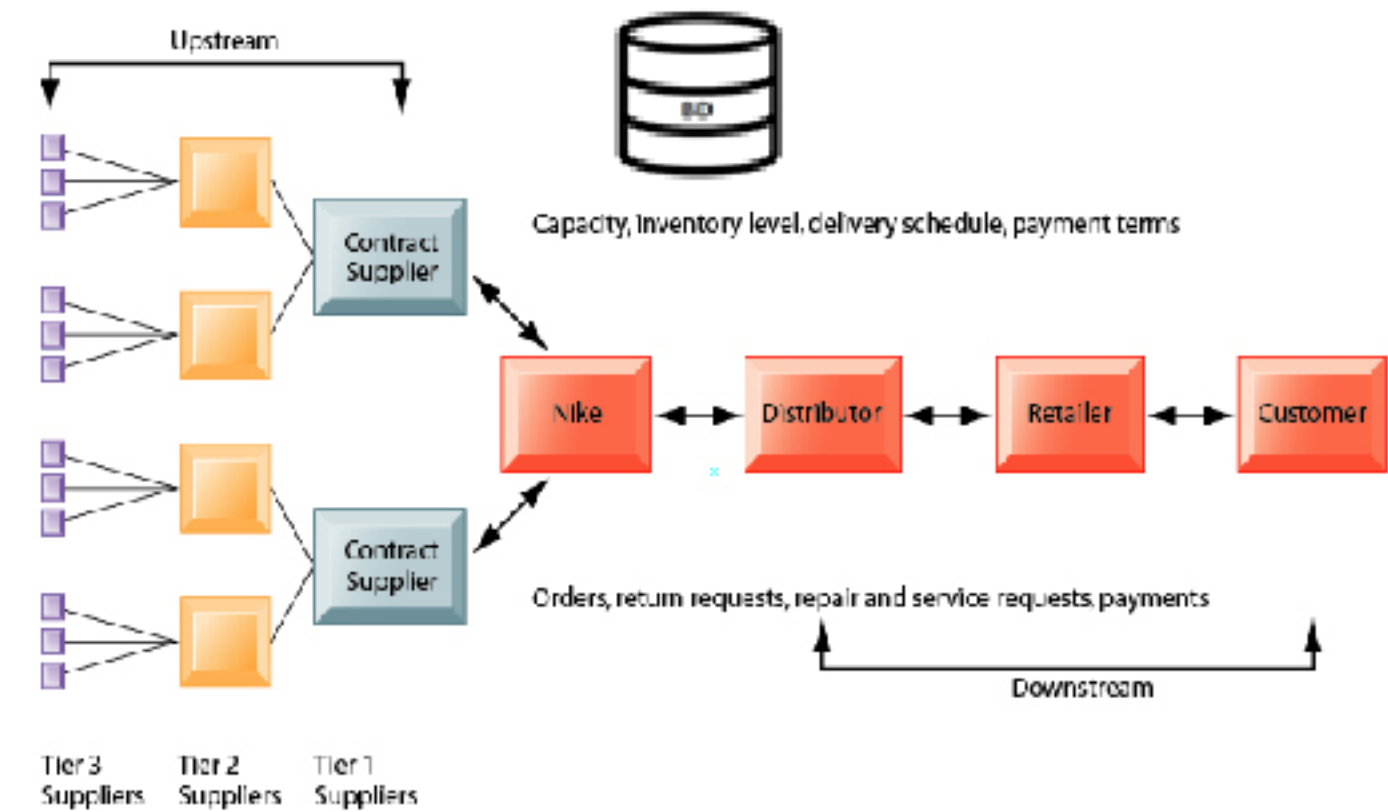 Upstream
BD
Capacity, inventory level, delivery schedule, payment terms
Contract
Supplier
Nike
Distributor
Retailer
Customer
Contract
Supplier
Orders, return requests, repair and service requests, payments
Downstream
Tier 3
Suppliers
Tier 2
Suppliers
Tier 1
Suppliers